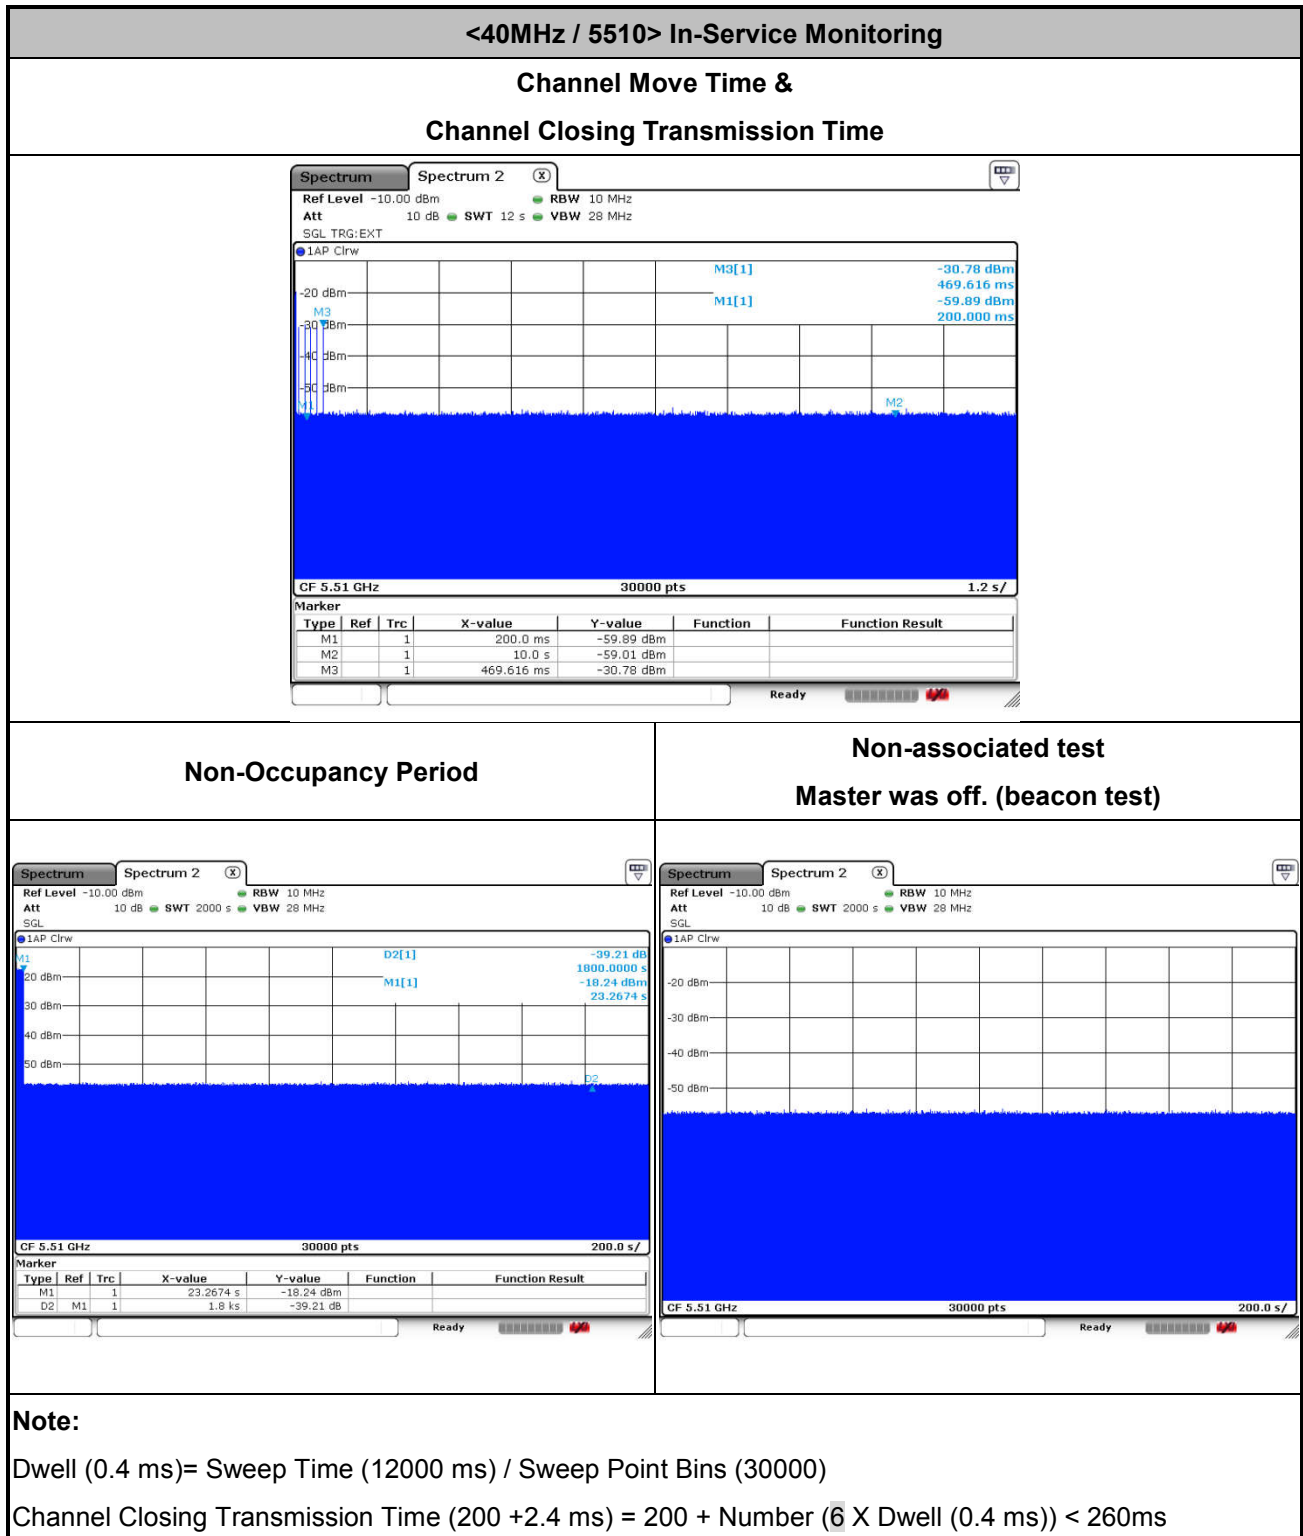 <40MHz / 5510> In-Service Monitoring
Channel Move Time &
Channel Closing Transmission Time
Spectrum Spectrum 2 X
Ref Level -10.00 dBm RBW 10 MHz
Att 10 dB SWT 12 s VBW 28 MHz
SGL TRG:EXT
1AP Clrw
M3[1] -30.78 dBm
469.616 ms
M1[1] -59.89 dBm
200.000 ms
-20 dBm
M3
-30 dBm
-40 dBm
-50 dBm
M1
M2
CF 5.51 GHz 30000 pts 1.2 s/
Marker
Type Ref Trc X-value Y-value Function Function Result
M1 1 200.0 ms -59.89 dBm
M2 1 10.0 s -59.01 dBm
M3 1 469.616 ms -30.78 dBm
Ready
Non-Occupancy Period
Non-associated test
Master was off. (beacon test)
Spectrum Spectrum 2 X
Ref Level -10.00 dBm RBW 10 MHz
Att 10 dB SWT 2000 s VBW 28 MHz
SGL
1AP Clrw
M1
D2[1] -39.21 dB
1800.0000 s
M1[1] -18.24 dBm
23.2674 s
20 dBm
30 dBm
40 dBm
50 dBm
D2
CF 5.51 GHz 30000 pts 200.0 s/
Marker
Type Ref Trc X-value Y-value Function Function Result
M1 1 23.2674 s -18.24 dBm
D2 M1 1 1.8 ks -39.21 dB
Ready
Spectrum Spectrum 2 X
Ref Level -10.00 dBm RBW 10 MHz
Att 10 dB SWT 2000 s VBW 28 MHz
SGL
1AP Clrw
-20 dBm
-30 dBm
-40 dBm
-50 dBm
CF 5.51 GHz 30000 pts 200.0 s/
Ready
Note:
Dwell (0.4 ms)= Sweep Time (12000 ms) / Sweep Point Bins (30000)
Channel Closing Transmission Time (200 +2.4 ms) = 200 + Number (6 X Dwell (0.4 ms)) < 260ms